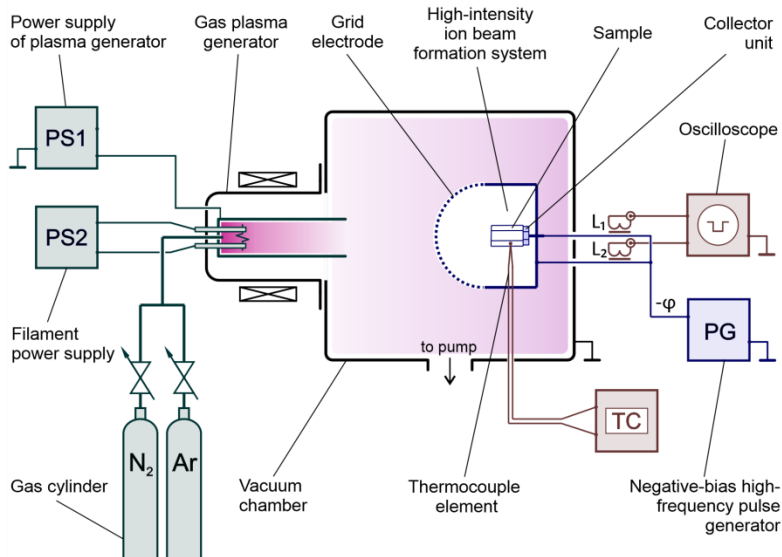 Power supply
of plasma generator
Gas plasma
generator
Grid
electrode
High-intensity
ion beam
formation system
Sample
Collector
unit
PS1
Oscilloscope
PS2
L₁
L₂
Filament
power supply
-φ
PG
to pump
TC
N₂
Ar
Gas cylinder
Vacuum
chamber
Thermocouple
element
Negative-bias high-
frequency pulse
generator